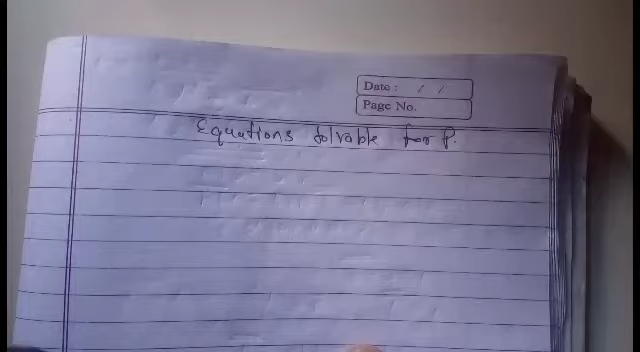 Date : / /
Page No.
Equations solvable for P.